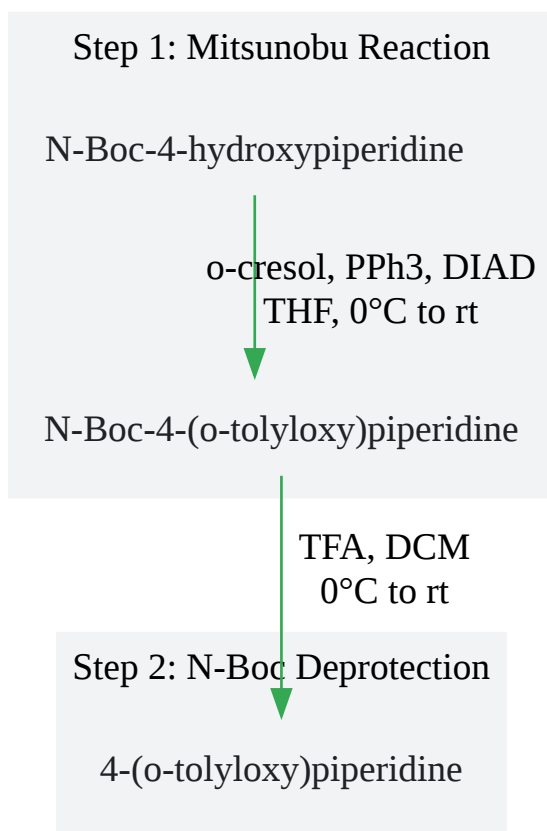 Step 1: Mitsunobu Reaction
N-Boc-4-hydroxypiperidine
o-cresol, PPh3, DIAD
THF, 0°C to rt
N-Boc-4-(o-tolyloxy)piperidine
TFA, DCM
0°C to rt
Step 2: N-Boc Deprotection
4-(o-tolyloxy)piperidine